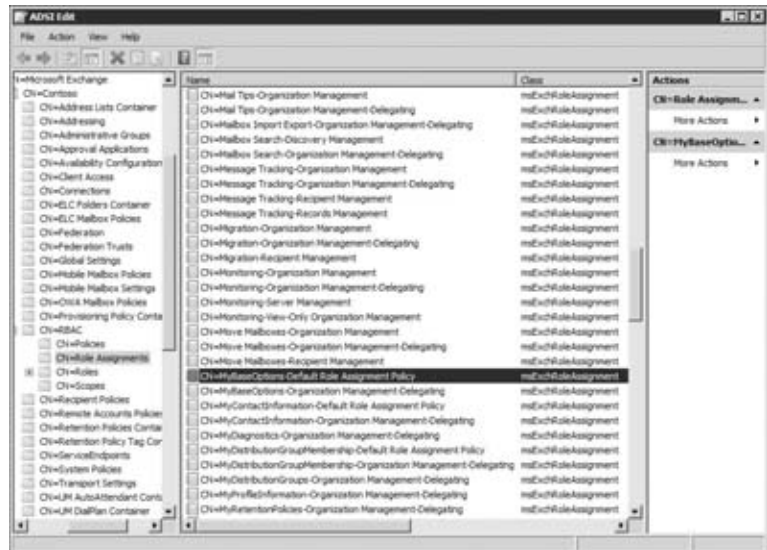 ADSI Edit
File Action View Help
Name
Class
Actions
N=Microsoft Exchange
CN=Contoso
CN=Address Lists Container
CN=Addressing
CN=Administrative Groups
CN=Approval Applications
CN=Availability Configuration
CN=Client Access
CN=Connections
CN=ELC Folders Container
CN=ELC Mailbox Policies
CN=Federation
CN=Federation Trusts
CN=Global Settings
CN=Mobile Mailbox Policies
CN=Mobile Mailbox Settings
CN=OWA Mailbox Policies
CN=Provisioning Policy Conta
CN=RBAC
CN=Policies
CN=Role Assignments
CN=Roles
CN=Scopes
CN=Recipient Policies
CN=Remote Accounts Policies
CN=Retention Policies Contai
CN=Retention Policy Tag Cor
CN=ServiceEndpoints
CN=System Policies
CN=Transport Settings
CN=UM AutoAttendant Conta
CN=UM DialPlan Container
CN=Mail Tips-Organization Management msExchRoleAssignment
CN=Mail Tips-Organization Management-Delegating msExchRoleAssignment
CN=Mailbox Import Export-Organization Management-Delegating msExchRoleAssignment
CN=Mailbox Search-Discovery Management msExchRoleAssignment
CN=Mailbox Search-Organization Management-Delegating msExchRoleAssignment
CN=Message Tracking-Organization Management msExchRoleAssignment
CN=Message Tracking-Organization Management-Delegating msExchRoleAssignment
CN=Message Tracking-Recipient Management msExchRoleAssignment
CN=Message Tracking-Records Management msExchRoleAssignment
CN=Migration-Organization Management msExchRoleAssignment
CN=Migration-Organization Management-Delegating msExchRoleAssignment
CN=Migration-Recipient Management msExchRoleAssignment
CN=Monitoring-Organization Management msExchRoleAssignment
CN=Monitoring-Organization Management-Delegating msExchRoleAssignment
CN=Monitoring-Server Management msExchRoleAssignment
CN=Monitoring-View-Only Organization Management msExchRoleAssignment
CN=Move Mailboxes-Organization Management msExchRoleAssignment
CN=Move Mailboxes-Organization Management-Delegating msExchRoleAssignment
CN=Move Mailboxes-Recipient Management msExchRoleAssignment
CN=MyBaseOptions-Default Role Assignment Policy msExchRoleAssignment
CN=MyBaseOptions-Organization Management-Delegating msExchRoleAssignment
CN=MyContactInformation-Default Role Assignment Policy msExchRoleAssignment
CN=MyContactInformation-Organization Management-Delegating msExchRoleAssignment
CN=MyDiagnostics-Organization Management-Delegating msExchRoleAssignment
CN=MyDistributionGroupMembership-Default Role Assignment Policy msExchRoleAssignment
CN=MyDistributionGroupMembership-Organization Management-Delegating msExchRoleAssignment
CN=MyDistributionGroups-Organization Management-Delegating msExchRoleAssignment
CN=MyProfileInformation-Organization Management-Delegating msExchRoleAssignment
CN=MyRetentionPolicies-Organization Management-Delegating msExchRoleAssignment
CN=Role Assignm...
More Actions
CN=MyBaseOptio...
More Actions